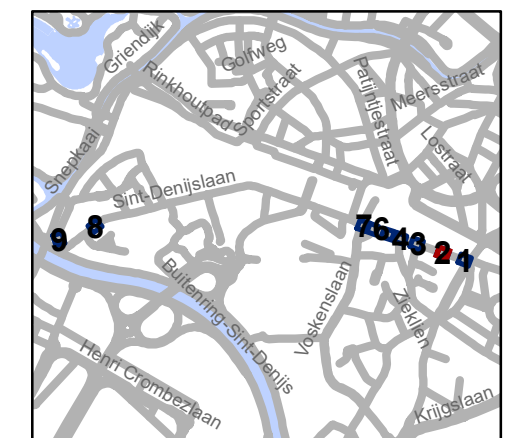 Griendijk
Golfweg
Rinkhoutpad
Sportstraat
Patijntjestraat
Meersstraat
Lostraat
Snepkaai
Sint-Denijslaan
9
8
7
6
4
3
2
1
Buitenring-Sint-Denijs
Voskenslaan
Zieklien
Henri Crombezlaan
Krijgslaan